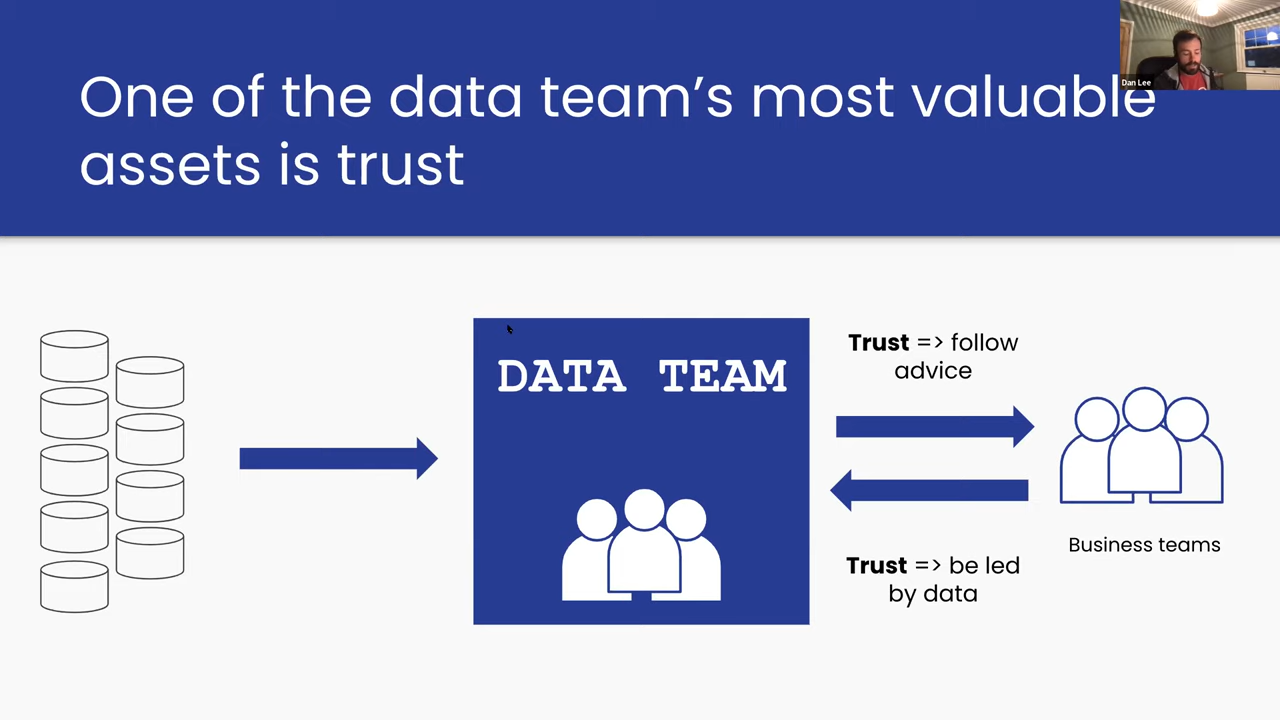 One of the data team’s most valuable
assets is trust
Dan Lee
DATA TEAM
Trust => follow
advice
Trust => be led
by data
Business teams